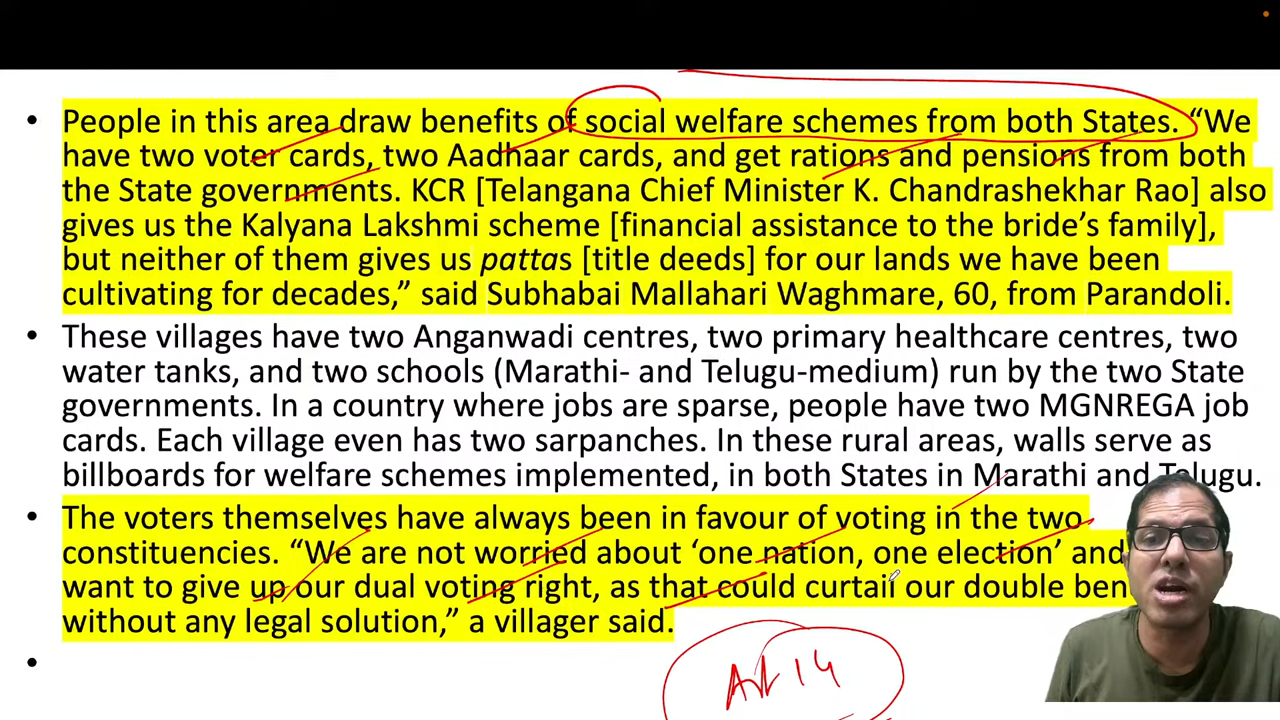 • People in this area draw benefits of social welfare schemes from both States. “We
have two voter cards, two Aadhaar cards, and get rations and pensions from both
the State governments. KCR [Telangana Chief Minister K. Chandrashekhar Rao] also
gives us the Kalyana Lakshmi scheme [financial assistance to the bride’s family],
but neither of them gives us pattas [title deeds] for our lands we have been
cultivating for decades,” said Subhabai Mallahari Waghmare, 60, from Parandoli.
• These villages have two Anganwadi centres, two primary healthcare centres, two
water tanks, and two schools (Marathi- and Telugu-medium) run by the two State
governments. In a country where jobs are sparse, people have two MGNREGA job
cards. Each village even has two sarpanches. In these rural areas, walls serve as
billboards for welfare schemes implemented, in both States in Marathi and Telugu.
• The voters themselves have always been in favour of voting in the two
constituencies. “We are not worried about ‘one nation, one election’ and
want to give up our dual voting right, as that could curtail our double
without any legal solution,” a villager said.
•
Art 14